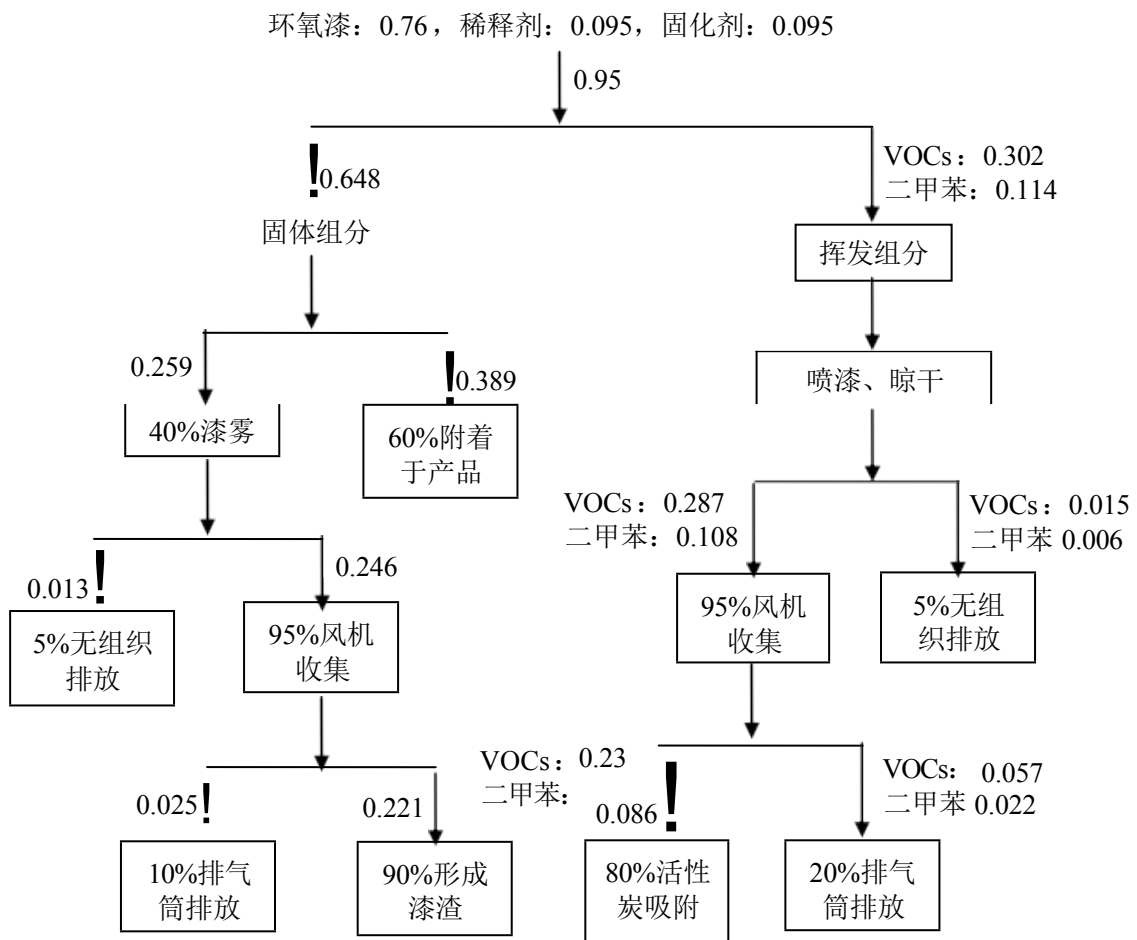 环氧漆：0.76，稀释剂：0.095，固化剂：0.095
0.95
0.648
固体组分
VOCs：0.302
二甲苯：0.114
挥发组分
0.259
0.389
喷漆、晾干
40%漆雾
60%附着
于产品
VOCs：0.287
二甲苯：0.108
VOCs：0.015
二甲苯 0.006
0.013
0.246
5%无组织
排放
95%风机
收集
95%风机
收集
5%无组
织排放
0.025
0.221
VOCs：0.23
二甲苯：
0.086
VOCs： 0.057
二甲苯 0.022
10%排气
筒排放
90%形成
漆渣
80%活性
炭吸附
20%排气
筒排放